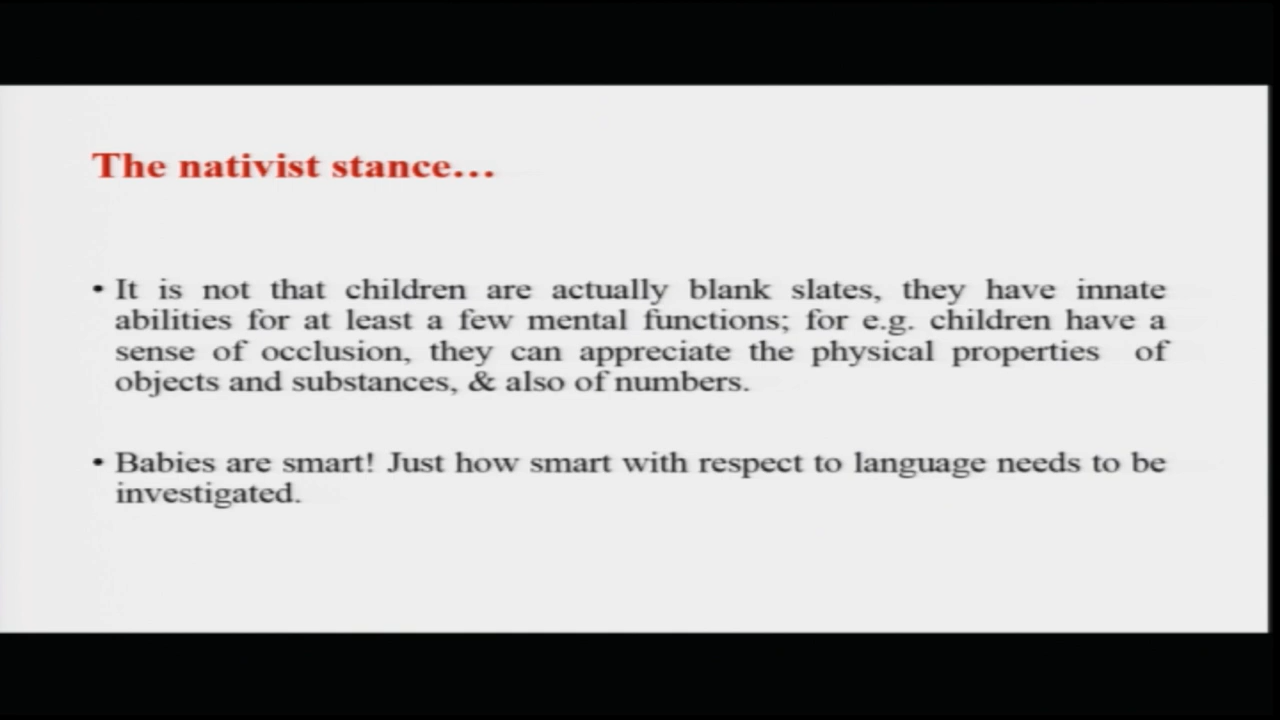 The nativist stance...
• It is not that children are actually blank slates, they have innate
abilities for at least a few mental functions; for e.g. children have a
sense of occlusion, they can appreciate the physical properties of
objects and substances, & also of numbers.
• Babies are smart! Just how smart with respect to language needs to be
investigated.